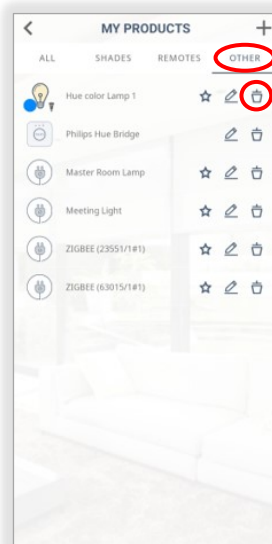 MY PRODUCTS
ALL SHADES REMOTES OTHER
Hue color Lamp 1
Philips Hue Bridge
Master Room Lamp
Meeting Light
ZIGBEE (23551/1#1)
ZIGBEE (63015/1#1)